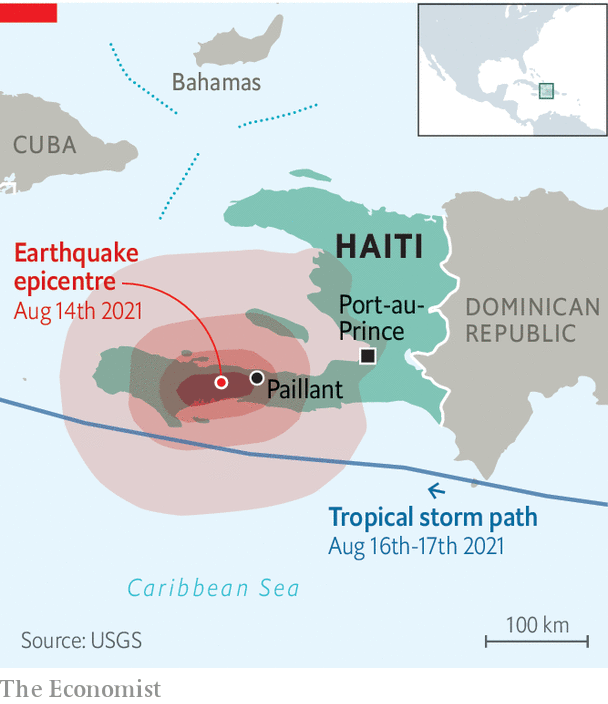 Bahamas
CUBA
HAITI
Earthquake
epicentre
Aug 14th 2021
Port-au-
Prince
DOMINICAN
REPUBLIC
Paillant
Tropical storm path
Aug 16th-17th 2021
Caribbean Sea
100 km
Source: USGS
The Economist